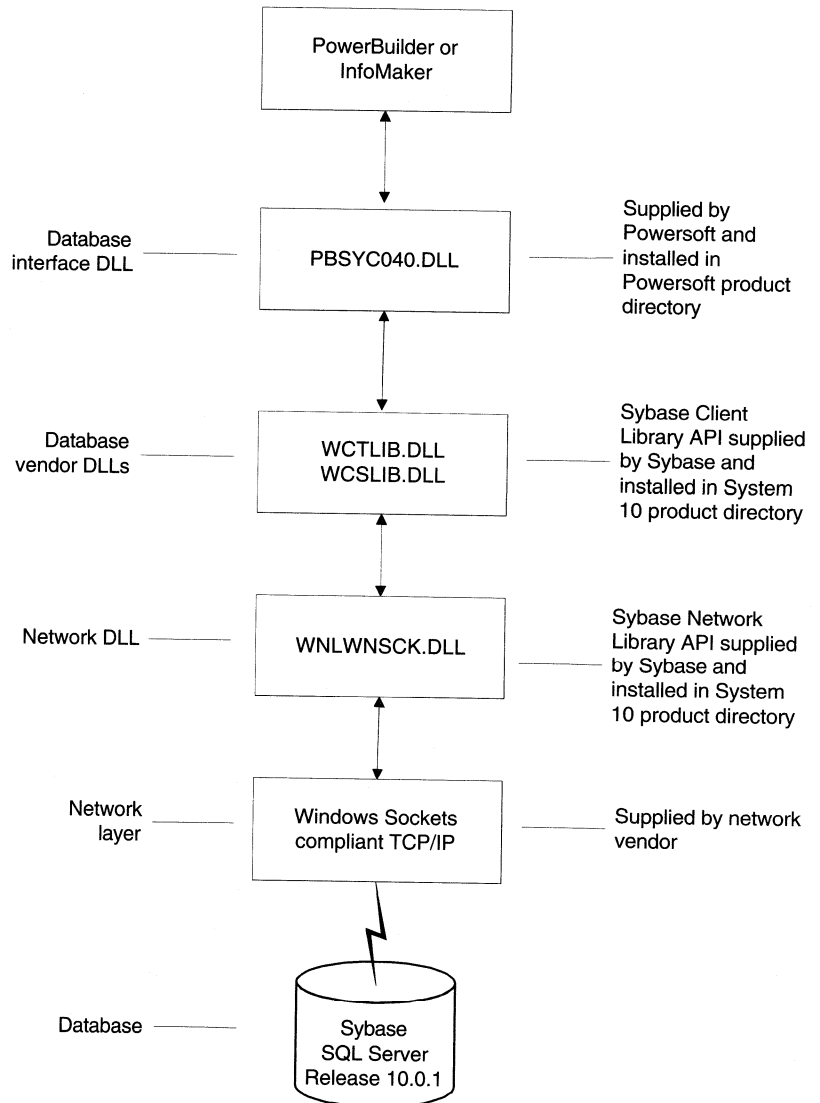 PowerBuilder or
InfoMaker
Database
interface DLL
PBSYC040.DLL
Supplied by
Powersoft and
installed in
Powersoft product
directory
Database
vendor DLLs
WCTLIB.DLL
WCSLIB.DLL
Sybase Client
Library API supplied
by Sybase and
installed in System
10 product directory
Network DLL
WNLWNSCK.DLL
Sybase Network
Library API supplied
by Sybase and
installed in System
10 product directory
Network
layer
Windows Sockets
compliant TCP/IP
Supplied by network
vendor
Database
Sybase
SQL Server
Release 10.0.1